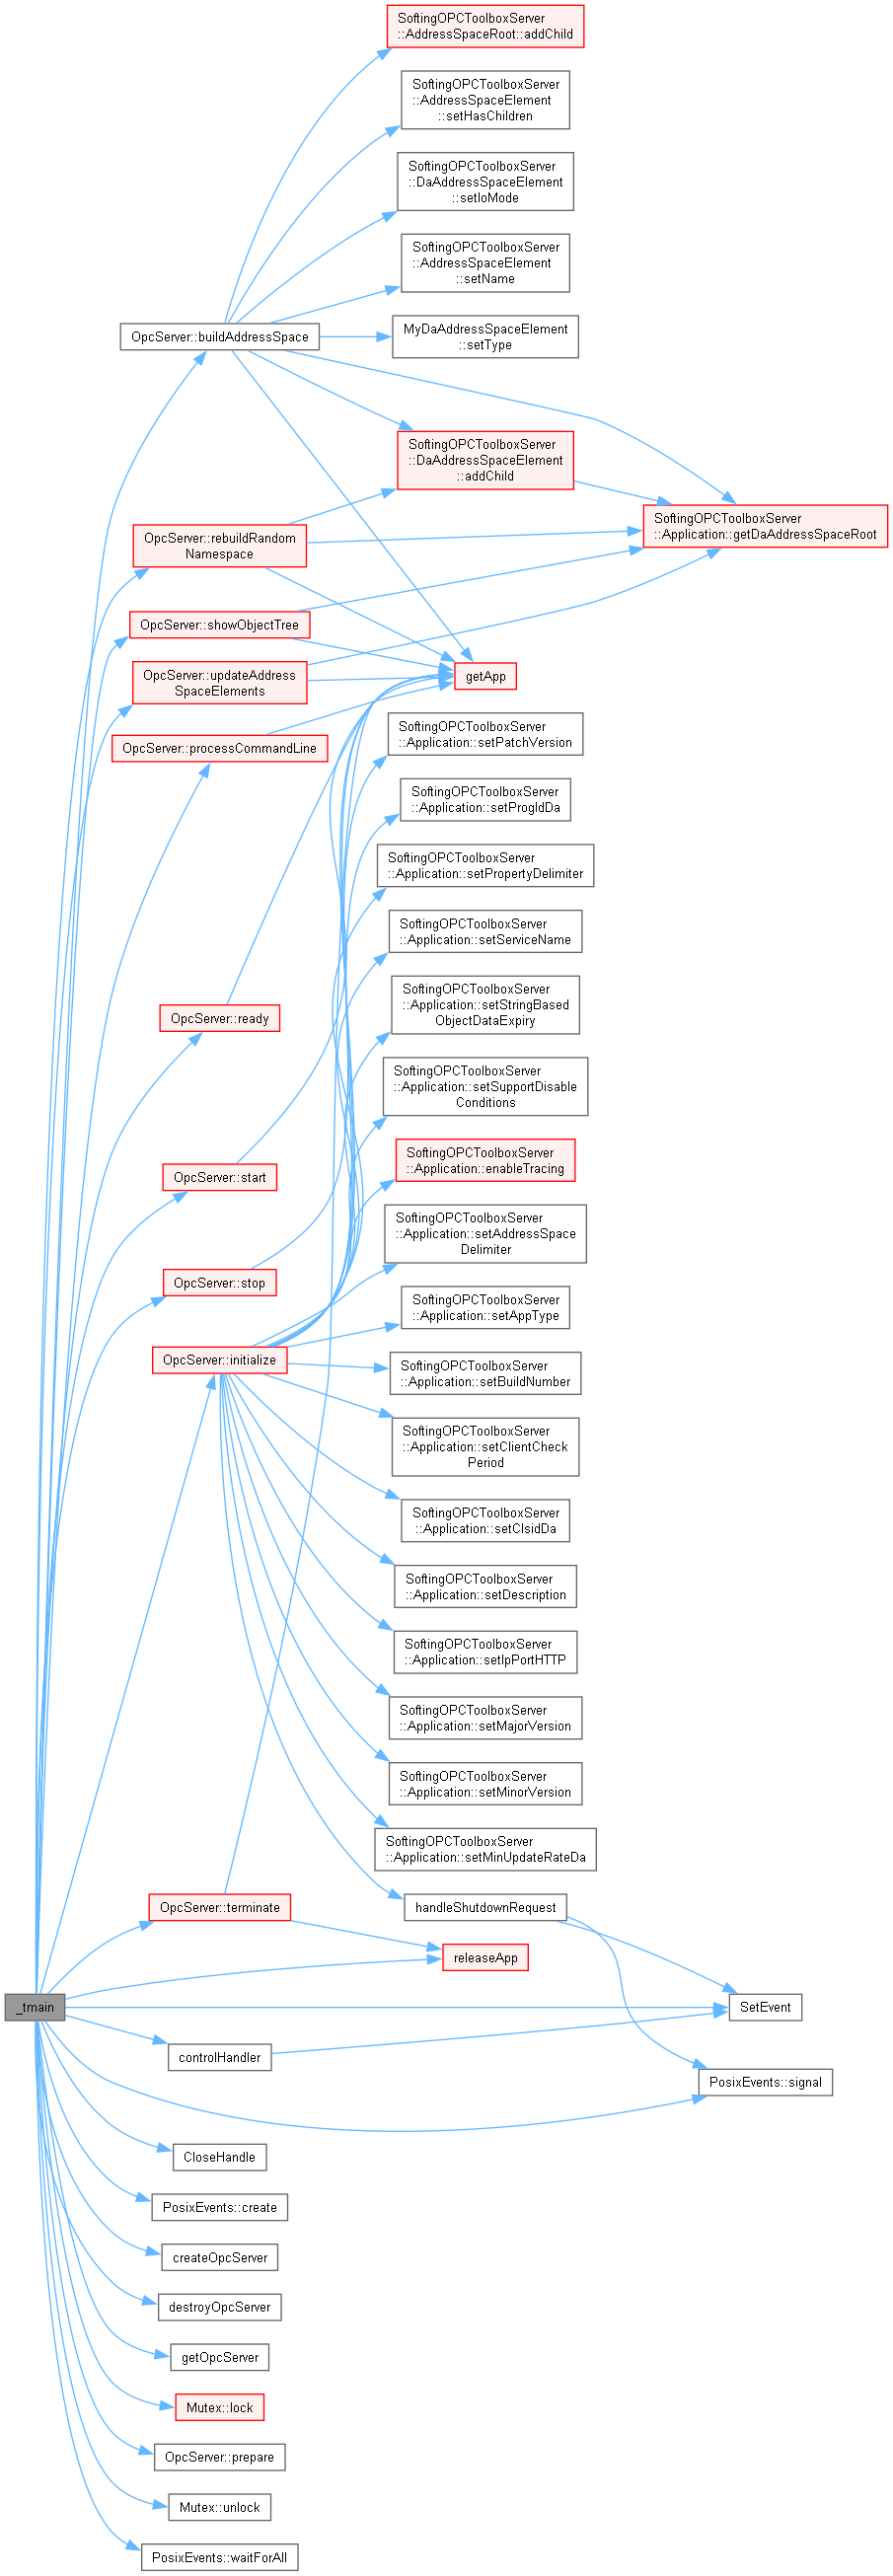 SoftingOPCToolboxServer
::AddressSpaceRoot::addChild
SoftingOPCToolboxServer
::AddressSpaceElement
::setHasChildren
SoftingOPCToolboxServer
::DaAddressSpaceElement
::setIoMode
SoftingOPCToolboxServer
::AddressSpaceElement
::setName
OpcServer::buildAddressSpace
MyDaAddressSpaceElement
::setType
SoftingOPCToolboxServer
::DaAddressSpaceElement
::addChild
SoftingOPCToolboxServer
::Application::getDaAddressSpaceRoot
OpcServer::rebuildRandom
Namespace
OpcServer::showObjectTree
OpcServer::updateAddress
SpaceElements
getApp
OpcServer::processCommandLine
SoftingOPCToolboxServer
::Application::setPatchVersion
SoftingOPCToolboxServer
::Application::setProgIdDa
SoftingOPCToolboxServer
::Application::setPropertyDelimiter
SoftingOPCToolboxServer
::Application::setServiceName
OpcServer::ready
SoftingOPCToolboxServer
::Application::setStringBased
ObjectDataExpiry
SoftingOPCToolboxServer
::Application::setSupportDisable
Conditions
OpcServer::start
SoftingOPCToolboxServer
::Application::enableTracing
SoftingOPCToolboxServer
::Application::setAddressSpace
Delimiter
OpcServer::stop
SoftingOPCToolboxServer
::Application::setAppType
OpcServer::initialize
SoftingOPCToolboxServer
::Application::setBuildNumber
SoftingOPCToolboxServer
::Application::setClientCheck
Period
SoftingOPCToolboxServer
::Application::setClsidDa
SoftingOPCToolboxServer
::Application::setDescription
SoftingOPCToolboxServer
::Application::setIpPortHTTP
SoftingOPCToolboxServer
::Application::setMajorVersion
SoftingOPCToolboxServer
::Application::setMinorVersion
SoftingOPCToolboxServer
::Application::setMinUpdateRateDa
OpcServer::terminate
handleShutdownRequest
releaseApp
_tmain
SetEvent
controlHandler
PosixEvents::signal
CloseHandle
PosixEvents::create
createOpcServer
destroyOpcServer
getOpcServer
Mutex::lock
OpcServer::prepare
Mutex::unlock
PosixEvents::waitForAll